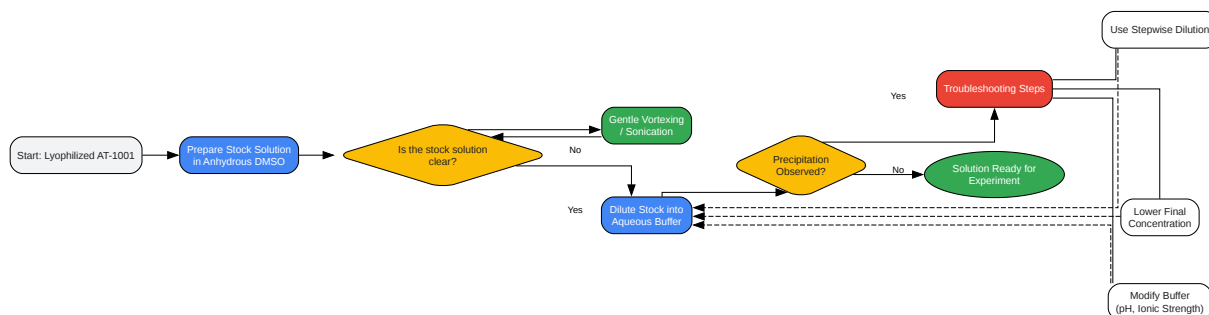 Start: Lyophilized AT-1001
Prepare Stock Solution
in Anhydrous DMSO
Is the stock solution
clear?
Gentle Vortexing
/ Sonication
No
Yes
Dilute Stock into
Aqueous Buffer
Precipitation
Observed?
Yes
No
Troubleshooting Steps
Solution Ready for
Experiment
Use Stepwise Dilution
Lower Final
Concentration
Modify Buffer
(pH, Ionic Strength)